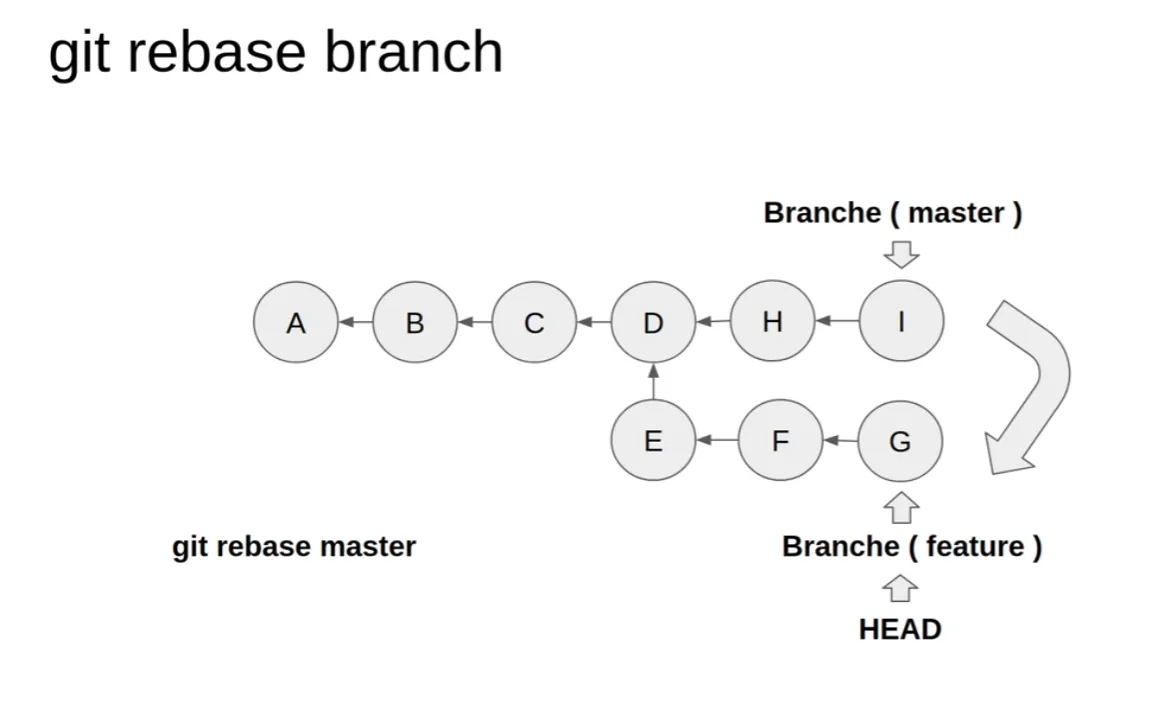 git rebase branch
Branche ( master )
A
B
C
D
H
I
E
F
G
git rebase master
Branche ( feature )
HEAD